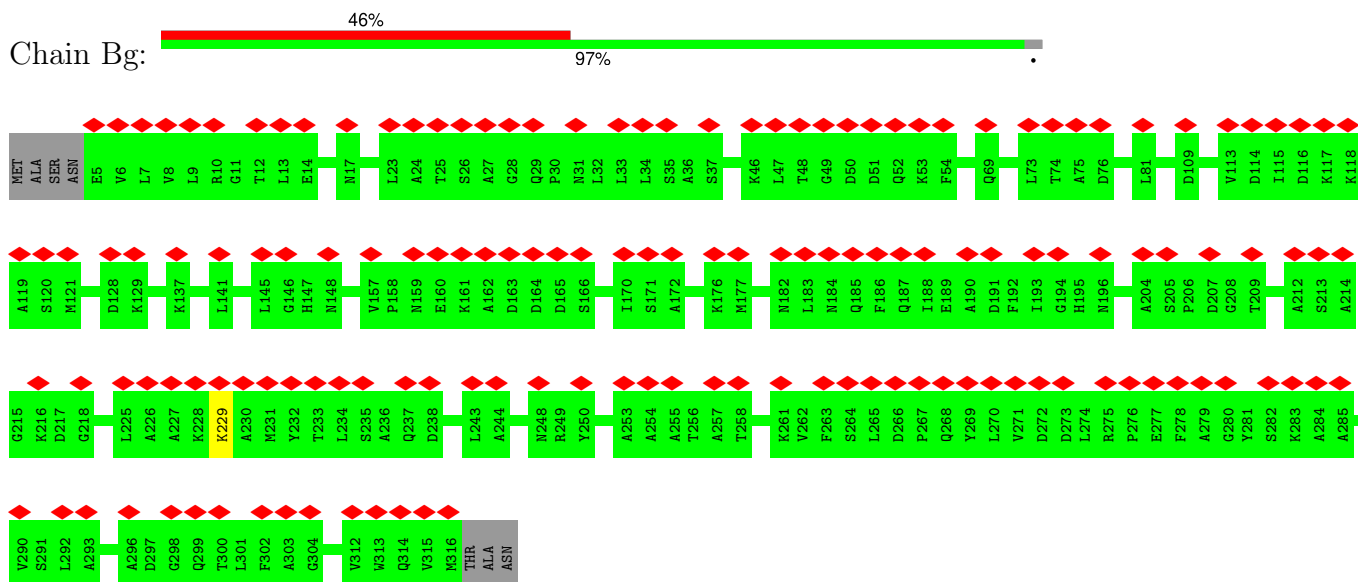 46%
Chain Bg:
97%
.
MET ALA SER ASN E5 V6 L7 V8 L9 R10 G11 T12 L13 E14 N17 L23 A24 T25 S26 A27 G28 Q29 P30 N31 L32 L33 L34 S35 A36 S37 K46 L47 T48 G49 D50 D51 Q52 K53 F54 Q69 L73 T74 A75 D76 L81 D109 V113 D114 I115 D116 K117 K118
A119 S120 M121 D128 K129 K137 L141 L145 G146 H147 N148 V157 P158 N159 E160 K161 A162 D163 D164 D165 S166 I170 S171 A172 K176 M177 N182 L183 N184 Q185 F186 Q187 I188 E189 A190 D191 F192 I193 G194 H195 N196 A204 S205 P206 D207 G208 T209 A212 S213 A214
G215 K216 D217 G218 L225 A226 A227 K228 K229 A230 M231 Y232 T233 L234 S235 A236 Q237 D238 L243 A244 N248 R249 Y250 A253 A254 A255 T256 A257 T258 K261 V262 F263 S264 L265 D266 P267 Q268 Y269 L270 V271 D272 D273 L274 R275 P276 E277 F278 A279 G280 Y281 S282 K283 A284 A285
V290 S291 L292 A293 A296 D297 G298 Q299 T300 L301 F302 A303 G304 V312 W313 Q314 V315 M316 THR ALA ASN